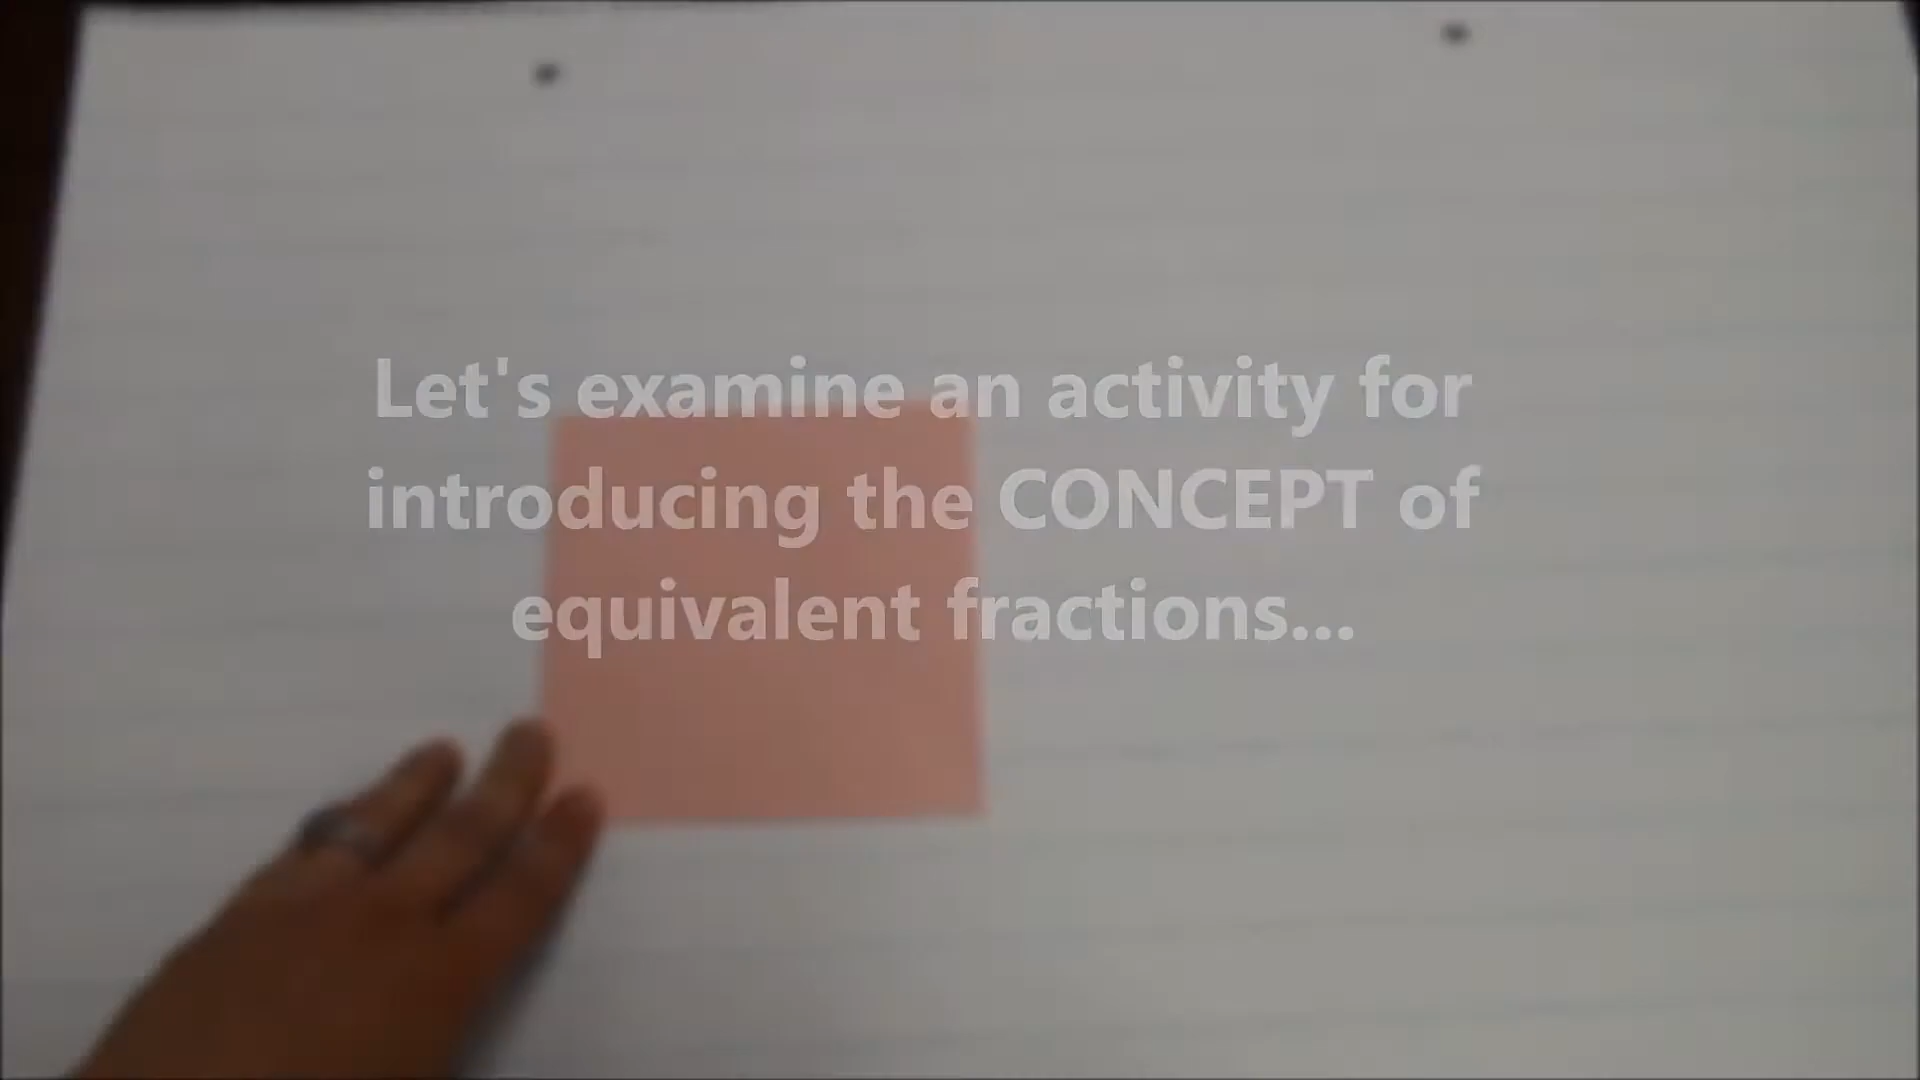 Let's examine an activity for
introducing the CONCEPT of
equivalent fractions...